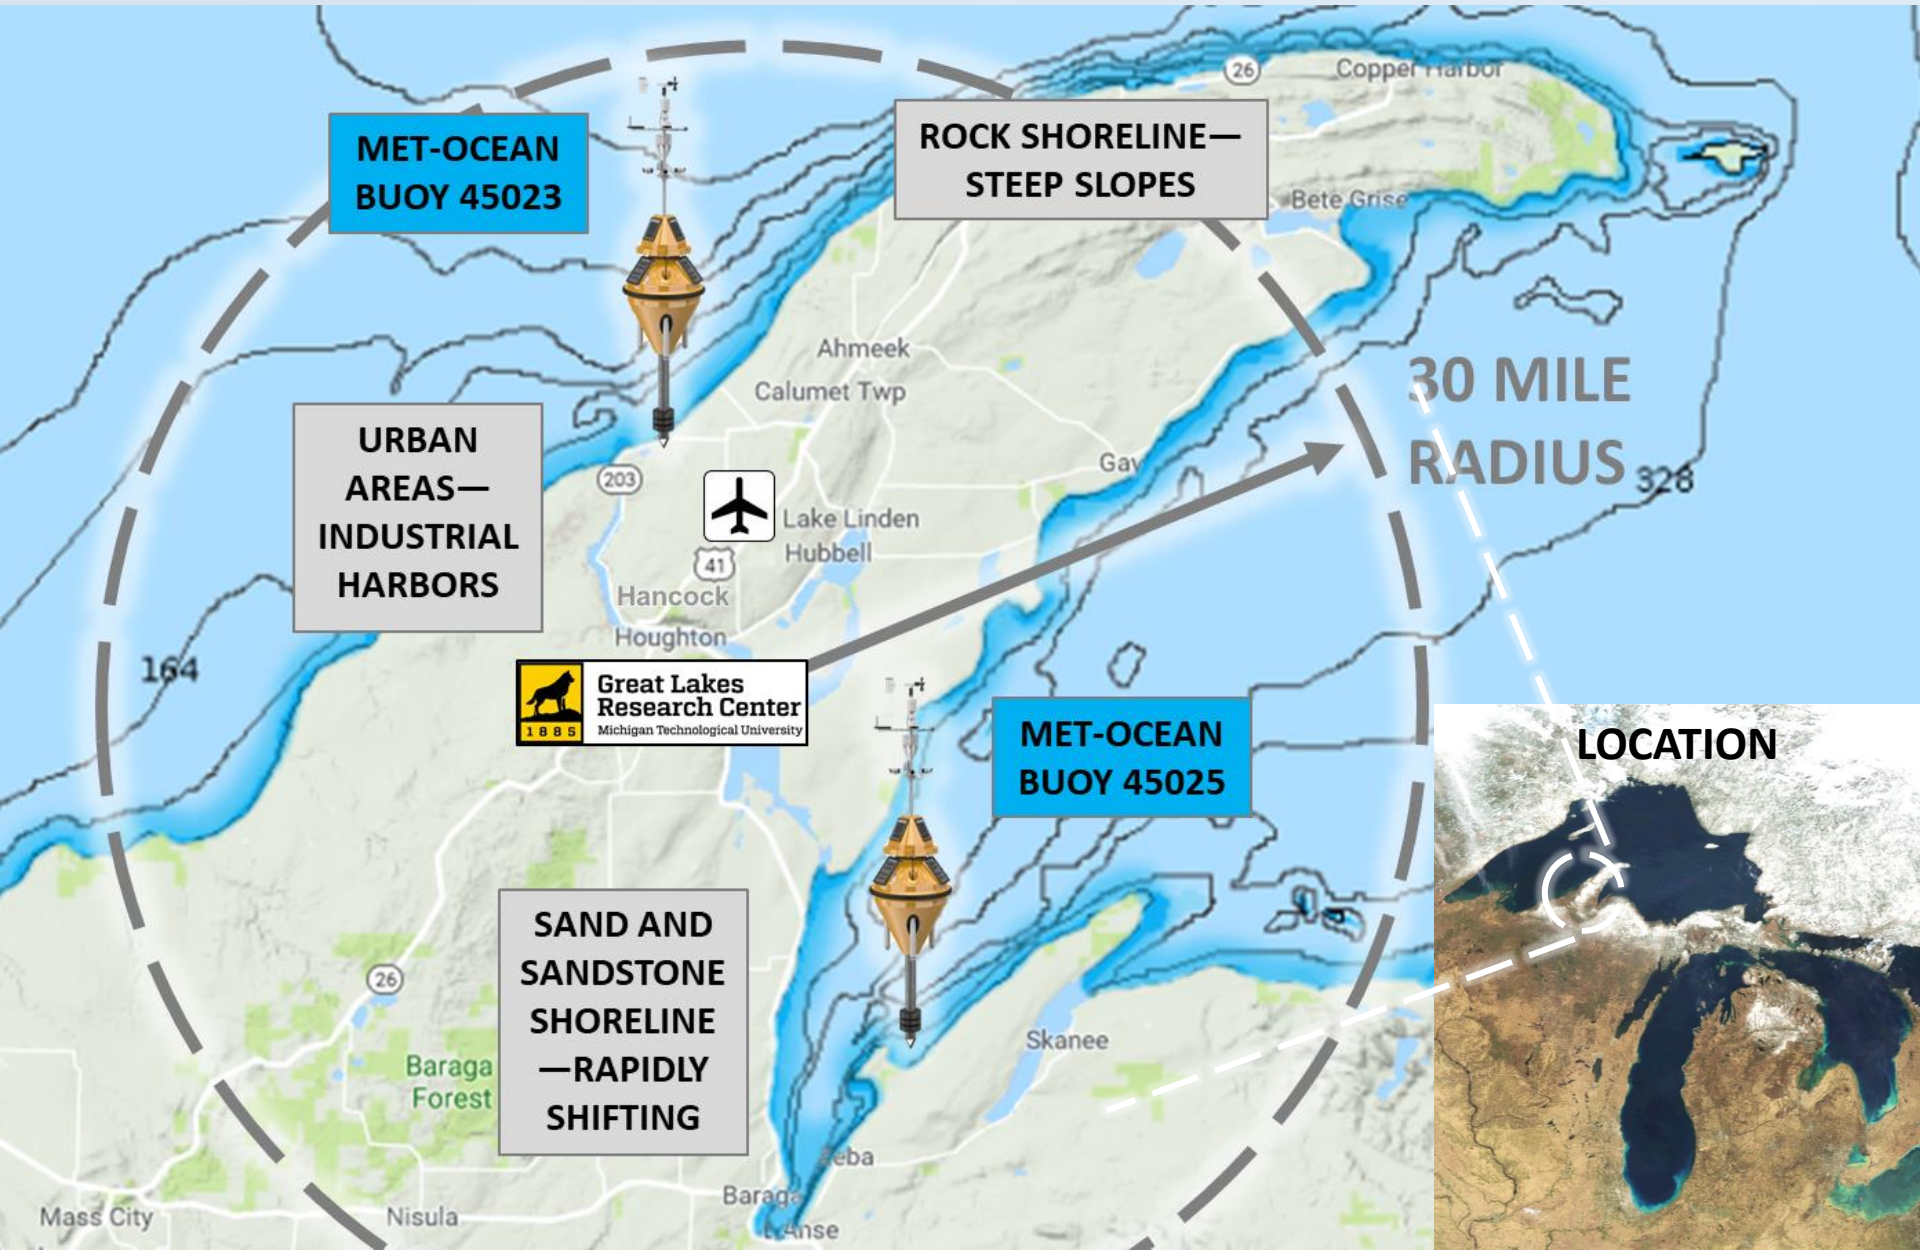 26
Copper Harbor
MET-OCEAN
BUOY 45023
ROCK SHORELINE—
STEEP SLOPES
Bete Grise
Ahmeek
Calumet Twp
30 MILE
RADIUS
328
URBAN
AREAS—
INDUSTRIAL
HARBORS
203
Gay
Lake Linden
Hubbell
41
Hancock
Houghton
164
Great Lakes
Research Center
Michigan Technological University
1885
MET-OCEAN
BUOY 45025
LOCATION
SAND AND
SANDSTONE
SHORELINE
—RAPIDLY
SHIFTING
26
Baraga
Forest
Skanee
Baraga
L'Anse
Mass City
Nisula